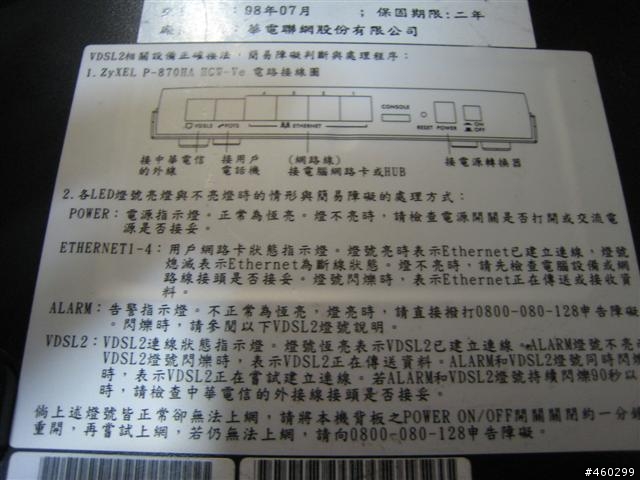 98年07月 ；保固期限：二年
華電聯網股份有限公司
VDSL2相關設備正確接法，簡易障礙判斷與處理程序：
1.ZyXEL P-870HA HGW-Ve 電路接線圖
CONSOLE
VDSL2 POTS ETHERNET RESET POWER ON
OFF
接中華電信 接用戶 (網路線) 接電源轉換器
的外線 電話機 接電腦網路卡或HUB
2.各LED燈號亮燈與不亮燈時的情形與簡易障礙的處理方式：
POWER：電源指示燈。正常為恆亮。燈不亮時，請檢查電源開關是否打開或交流電
源是否接妥。
ETHERNET1-4：用戶網路卡狀態指示燈。燈號亮時表示Ethernet已建立連線，燈號
熄滅表示Ethernet為斷線狀態。燈不亮時，請先檢查電腦設備或網
路線接頭是否接妥。燈號閃爍時，表示Ethernet正在傳送或接收資
料。
ALARM：告警指示燈。不正常為恆亮，恆亮時，請直接撥打0800-080-128申告障礙
。閃爍時，請參閱以下VDSL2燈號說明。
VDSL2：VDSL2連線狀態指示燈。燈號恆亮表示VDSL2已建立連線。ALARM燈號不亮
VDSL2燈號閃爍時，表示VDSL2正在傳送資料。ALARM和VDSL2燈號同時閃爍
時，表示VDSL2正在嘗試建立連線。若ALARM和VDSL2燈號持續閃爍90秒以
時，請檢查中華電信的外接線接頭是否接妥。
倘上述燈號皆正常卻無法上網，請將本機背板之POWER ON/OFF開關關閉約一分鐘
重開，再嘗試上網，若仍無法上網，請向0800-080-128申告障礙。
#460299